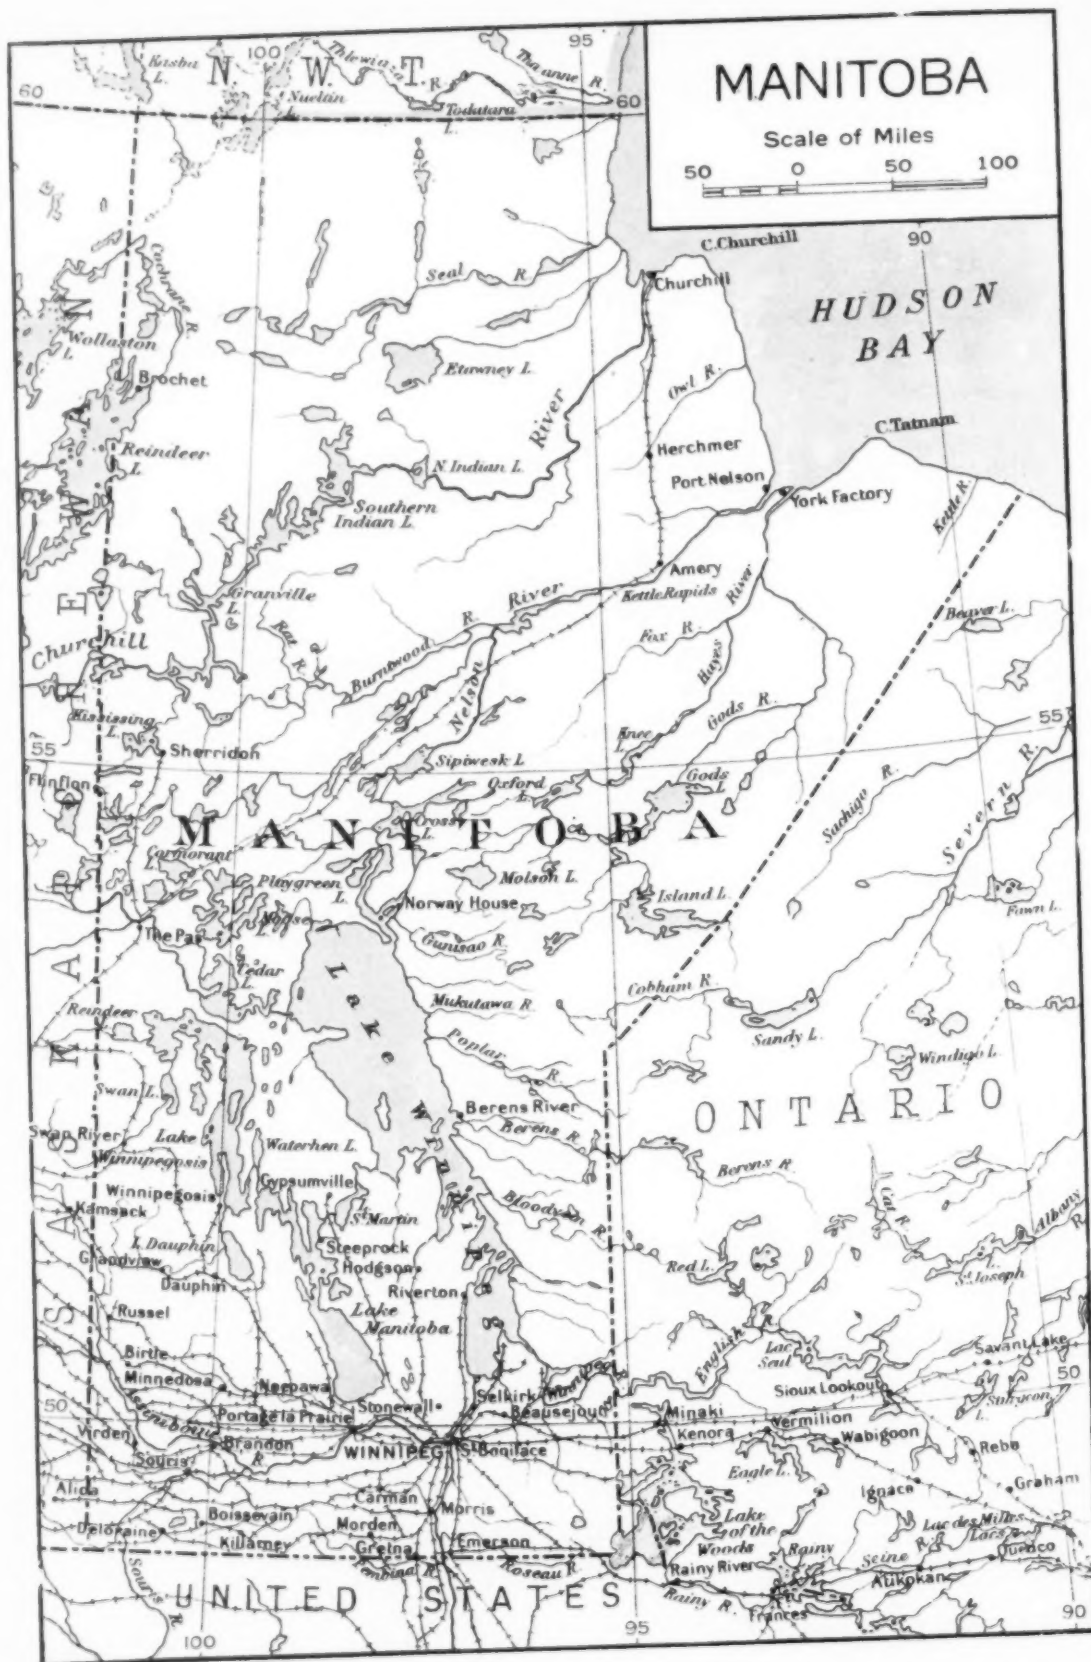 MANITOBA
Scale of Miles
50 0 50 100
100
95
N. W. T.
Kasba L.
Thlewiaza R.
Thaanne R.
60
Nueltin L.
Todatara L.
60
C.Churchill
90
Cochrane R.
Seal R.
Churchill
HUDSON
BAY
Wollaston L
Brochet
Etawney L.
Owl R.
C.Tatnam
Reindeer L.
River
N. Indian L.
Herchmer
Port Nelson
York Factory
Kettle R.
Southern Indian L.
Amery
Granville L.
Rat R.
River
Kettle Rapids
River
Beaver L.
Churchill
Burntwood R.
Fox R.
Hayes
Nelson
Gods R.
Kississing L.
Sherridon
Knee L.
55
55
Flinflon
Sipiwesk L
Oxford L.
Gods L.
Sachigo R.
Severn R.
MANITOBA
Cross L.
Cormorant
Playgreen L.
Molson L.
Island L.
Norway House
Fawn L.
Moose L.
The Pas
Gunisao R.
Cedar L.
Cobham R.
Reindeer
Mukutawa R
Sandy L.
Poplar R.
Windigo L.
SASKATCHEWAN
Lake Winnipeg
ONTARIO
Swan L.
Berens River
Berens R.
Swan River
Lake Winnipegosis
Waterhen L.
Berens R.
Gypsumville
Winnipegosis
Kamsack
St. Martin
Bloodvein R.
Cat R.
Albany R.
L. Dauphin
Steeprock
Grandview
Hodgson
Red L.
L. St. Joseph
Dauphin
Riverton
Russel
Lake Manitoba
English R.
Lac Seul
Savant Lake
Birtle
Minnedosa
Neepawa
Selkirk
Winnipeg R.
Sioux Lookout
50
Sturgeon L.
50
Assiniboine R.
Portage la Prairie
Stonewall
Beausejour
Minaki
Vermilion
Virden
Brandon
WINNIPEG
St. Boniface
Kenora
Wabigoon
Reba
Souris
Eagle L.
Alida
Carman
Ignace
Graham
Boissevain
Morris
Lake of the Woods
Lac des Milles Lacs
Deloraine
Morden
Killarney
Gretna
Emerson
Rainy
Seine R.
Quetico
Souris R.
Pembina R.
Roseau R.
Rainy River
Atikokan
UNITED STATES
Rainy R.
Ft. Frances
100
95
90